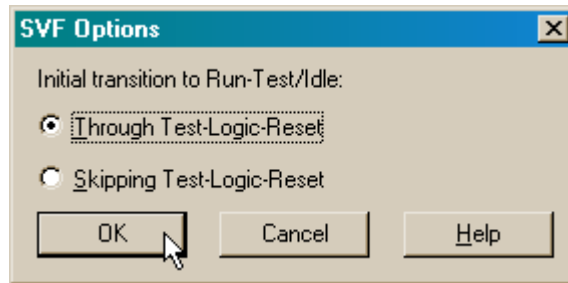 SVF Options
Initial transition to Run-Test/Idle:
Through Test-Logic-Reset
Skipping Test-Logic-Reset
OK Cancel Help